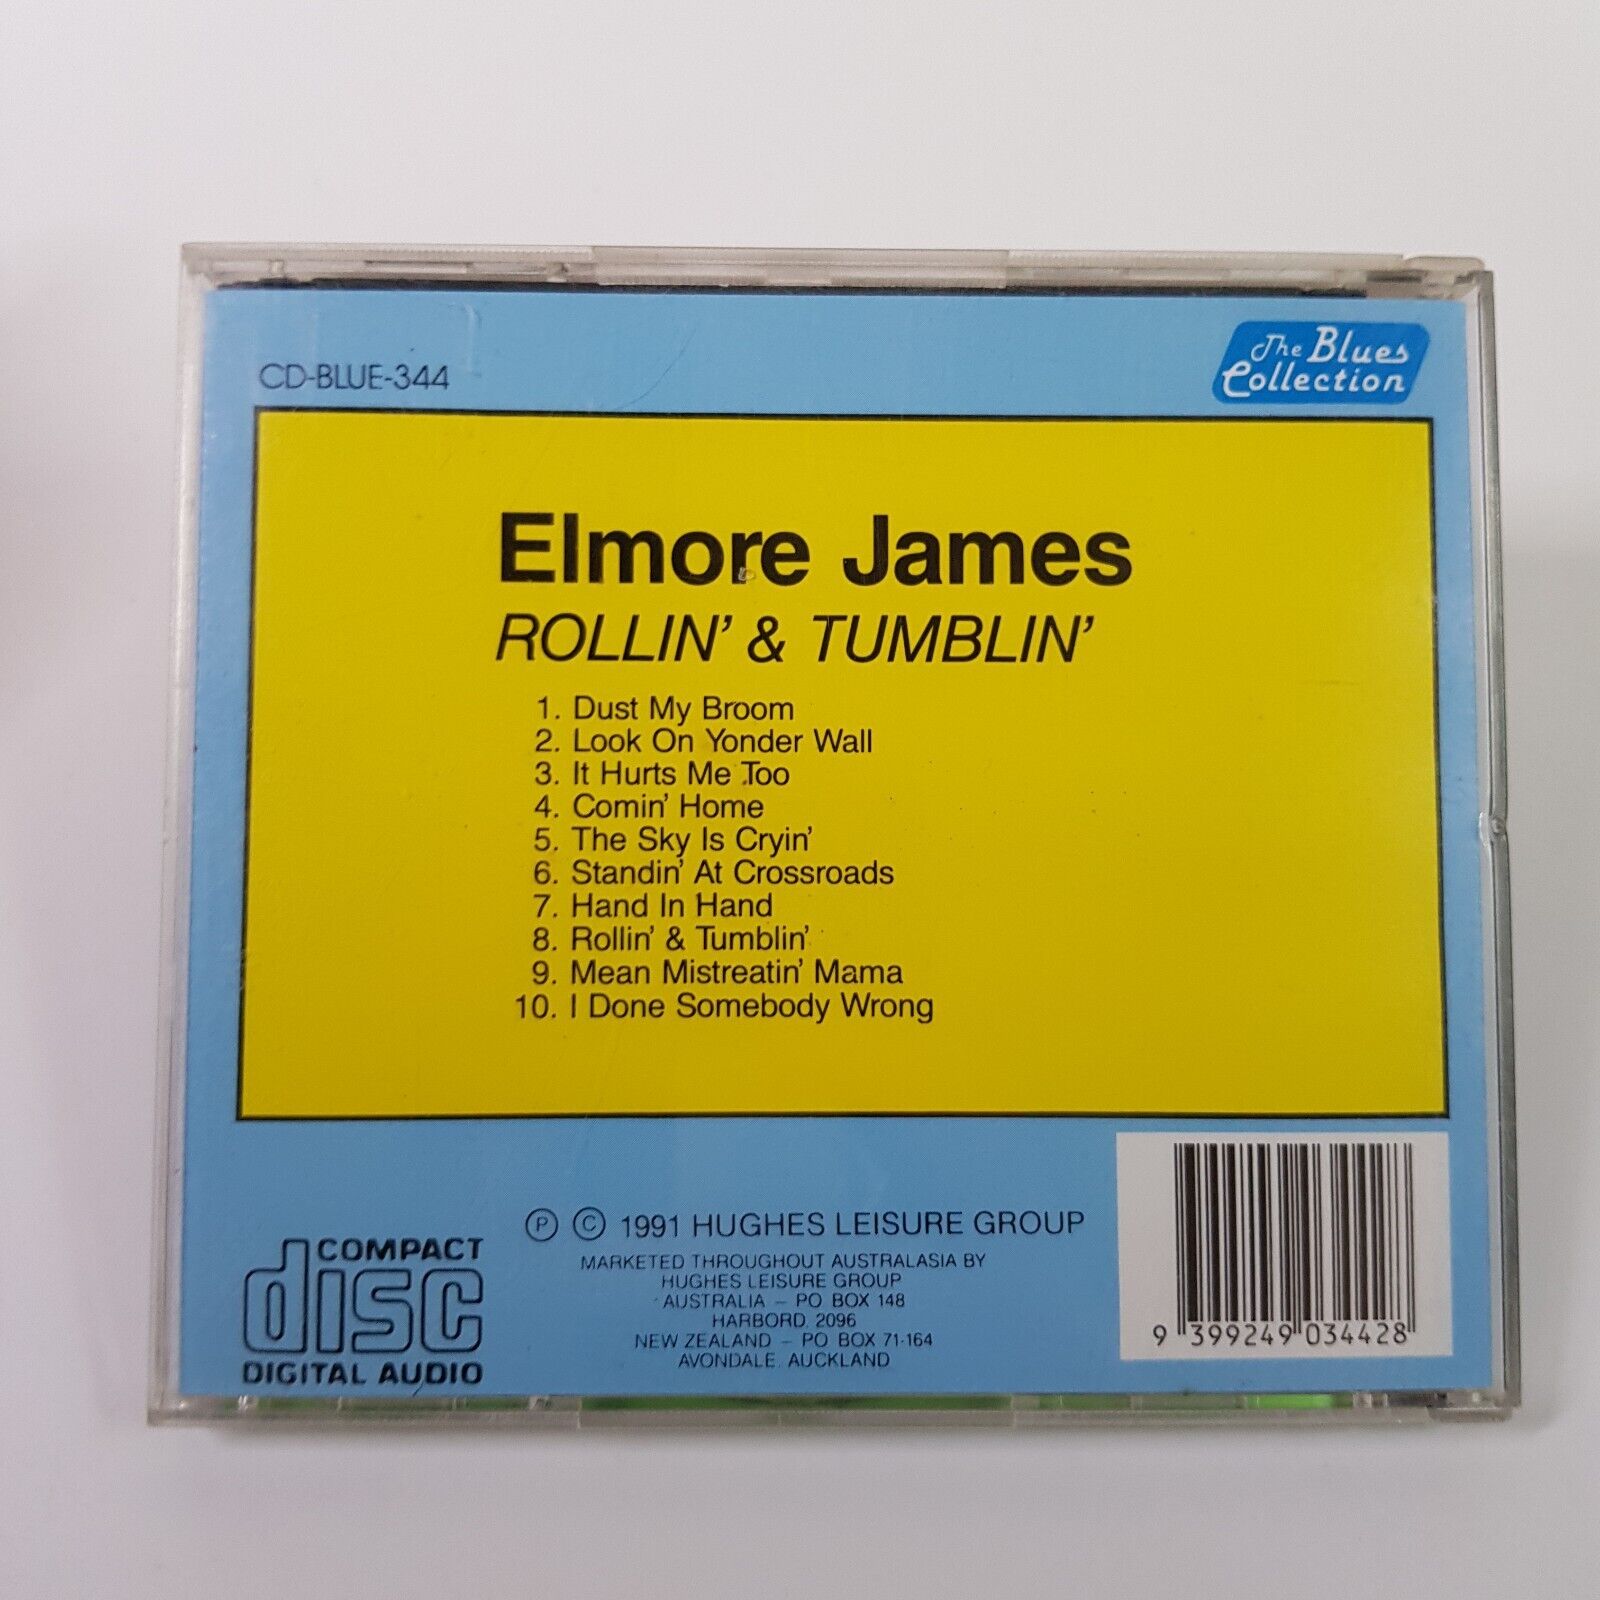 CD-BLUE-344
The Blues
Collection
Elmore James
ROLLIN' & TUMBLIN'
1. Dust My Broom
2. Look On Yonder Wall
3. It Hurts Me Too
4. Comin' Home
5. The Sky Is Cryin'
6. Standin' At Crossroads
7. Hand In Hand
8. Rollin' & Tumblin'
9. Mean Mistreatin' Mama
10. I Done Somebody Wrong
Ⓟ Ⓒ 1991 HUGHES LEISURE GROUP
MARKETED THROUGHOUT AUSTRALASIA BY
HUGHES LEISURE GROUP
AUSTRALIA – PO BOX 148
HARBORD. 2096
NEW ZEALAND – PO BOX 71-164
AVONDALE. AUCKLAND
COMPACT
disc
DIGITAL AUDIO
9 399249 034428